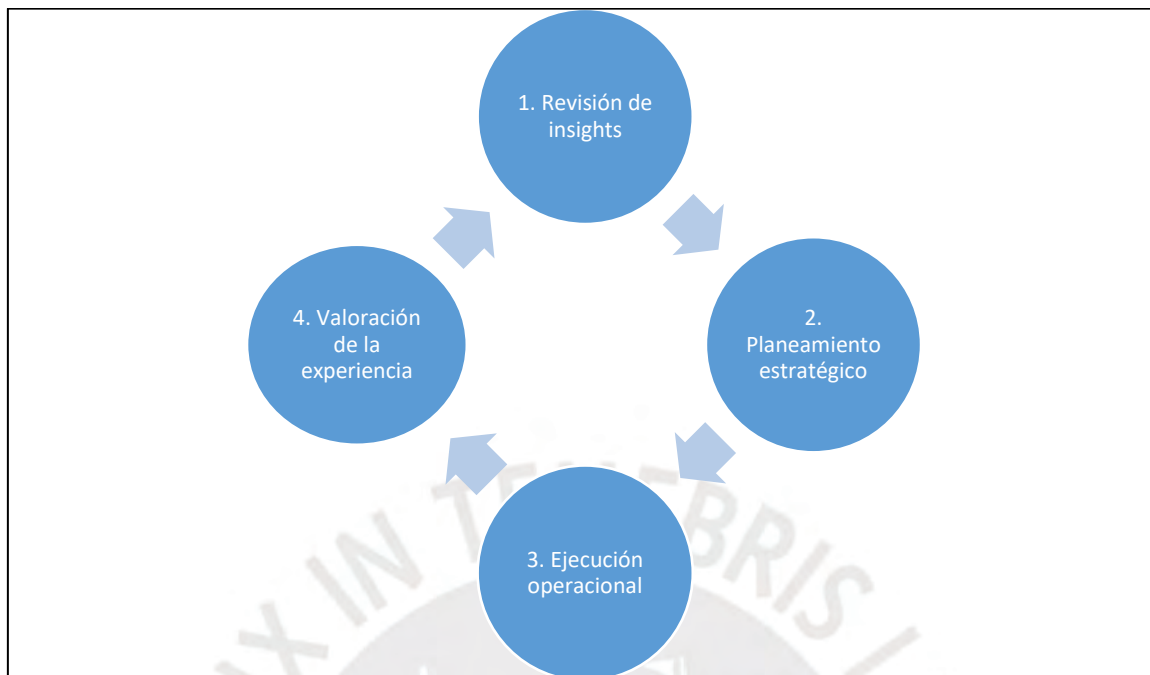 1. Revisión de
insights
2.
Planeamiento
estratégico
3. Ejecución
operacional
4. Valoración
de la
experiencia